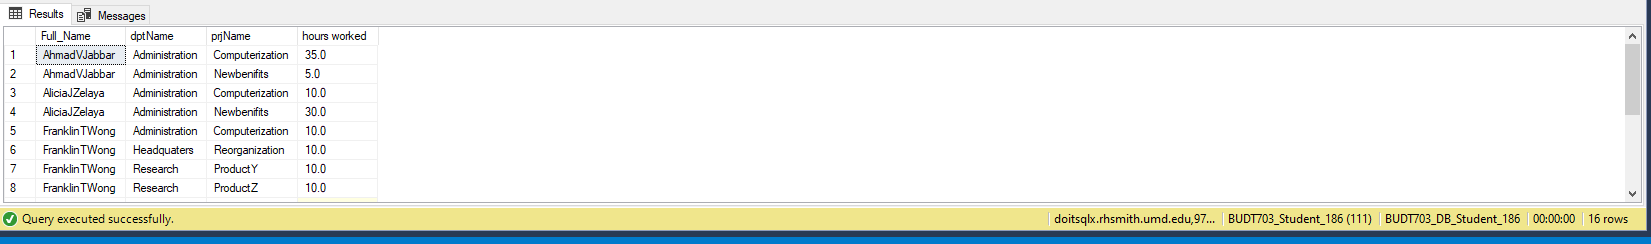 Results Messages
Full_Name dptName prjName hours worked
1 AhmadVJabbar Administration Computerization 35.0
2 AhmadVJabbar Administration Newbenifits 5.0
3 AliciaJZelaya Administration Computerization 10.0
4 AliciaJZelaya Administration Newbenifits 30.0
5 FranklinTWong Administration Computerization 10.0
6 FranklinTWong Headquaters Reorganization 10.0
7 FranklinTWong Research ProductY 10.0
8 FranklinTWong Research ProductZ 10.0
Query executed successfully. doitsqlx.rhsmith.umd.edu,97... BUDT703_Student_186 (111) BUDT703_DB_Student_186 00:00:00 16 rows